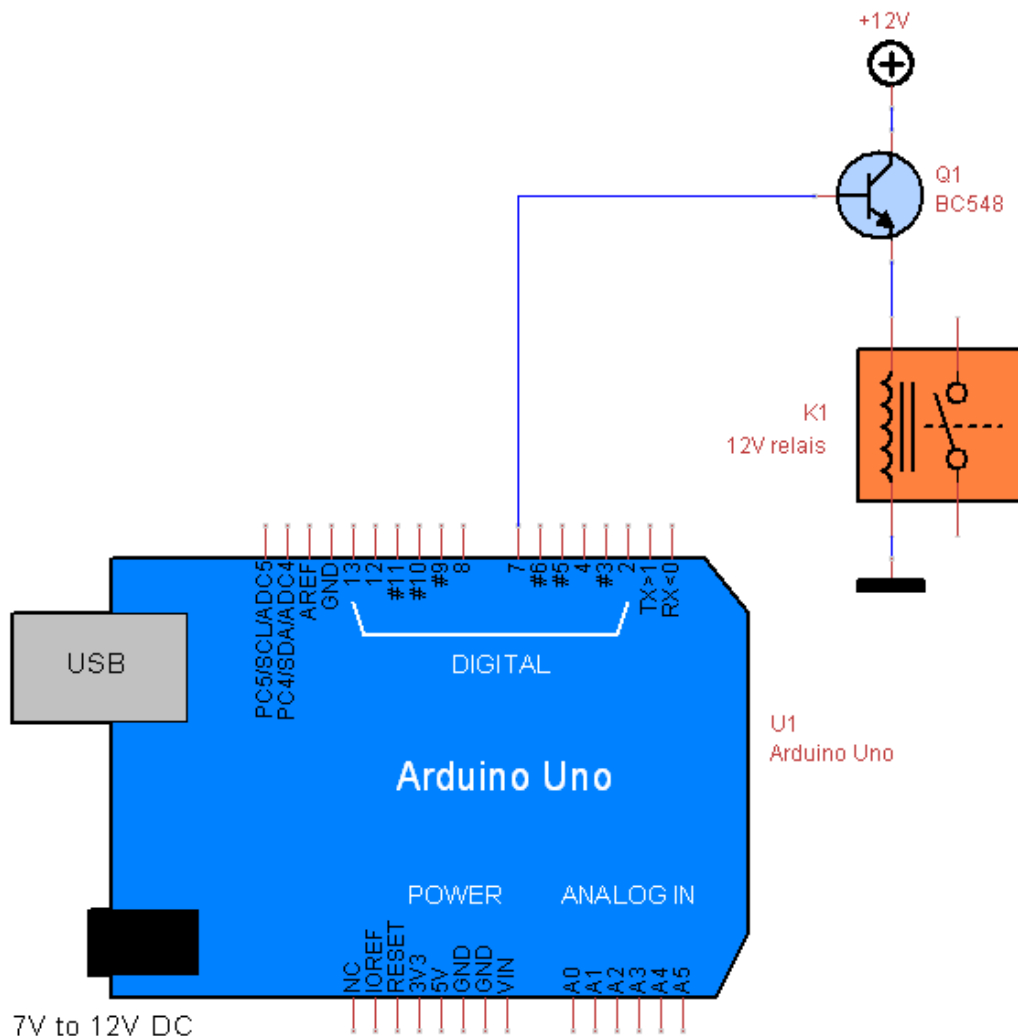 +12V
Q1
BC548
K1
12V relais
PC5/SCL/ADC5
PC4/SDA/ADC4
AREF
GND
13
12
#11
#10
#9
8
7
#6
#5
4
#3
2
TX>1
RX<0
DIGITAL
USB
U1
Arduino Uno
Arduino Uno
POWER
ANALOG IN
NC
IOREF
RESET
3V3
5V
GND
GND
VIN
A0
A1
A2
A3
A4
A5
7V to 12V DC